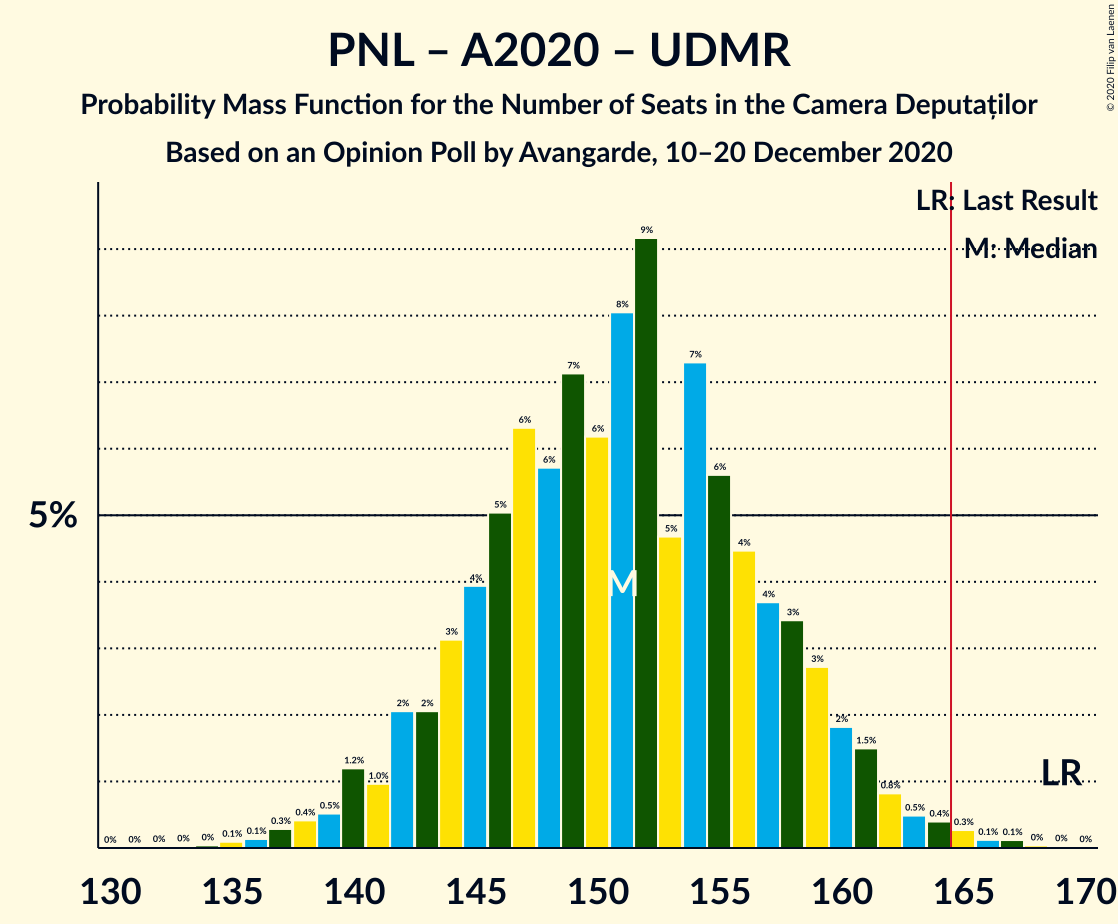 PNL – A2020 – UDMR
Probability Mass Function for the Number of Seats in the Camera Deputaților
Based on an Opinion Poll by Avangarde, 10–20 December 2020
© 2020 Filip van Laenen
LR: Last Result
M: Median
5%
0% 0% 0% 0% 0% 0.1% 0.1% 0.3% 0.4% 0.5% 1.2% 1.0% 2% 2% 3% 4% 5% 6% 6% 7% 6% 8% 9% 5% 7% 6% 4% 4% 3% 3% 2% 1.5% 0.8% 0.5% 0.4% 0.3% 0.1% 0.1% 0% 0% 0%
M
LR
130 135 140 145 150 155 160 165 170